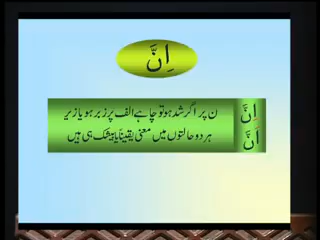 اِنَّ
اِنَّ
اَنَّ
ن پر اگر شد ہو تو چاہے الف پر زبر ہو یا زیر
ہر دو حالتوں میں معنی یقیناً یا بیشک ہی ہیں